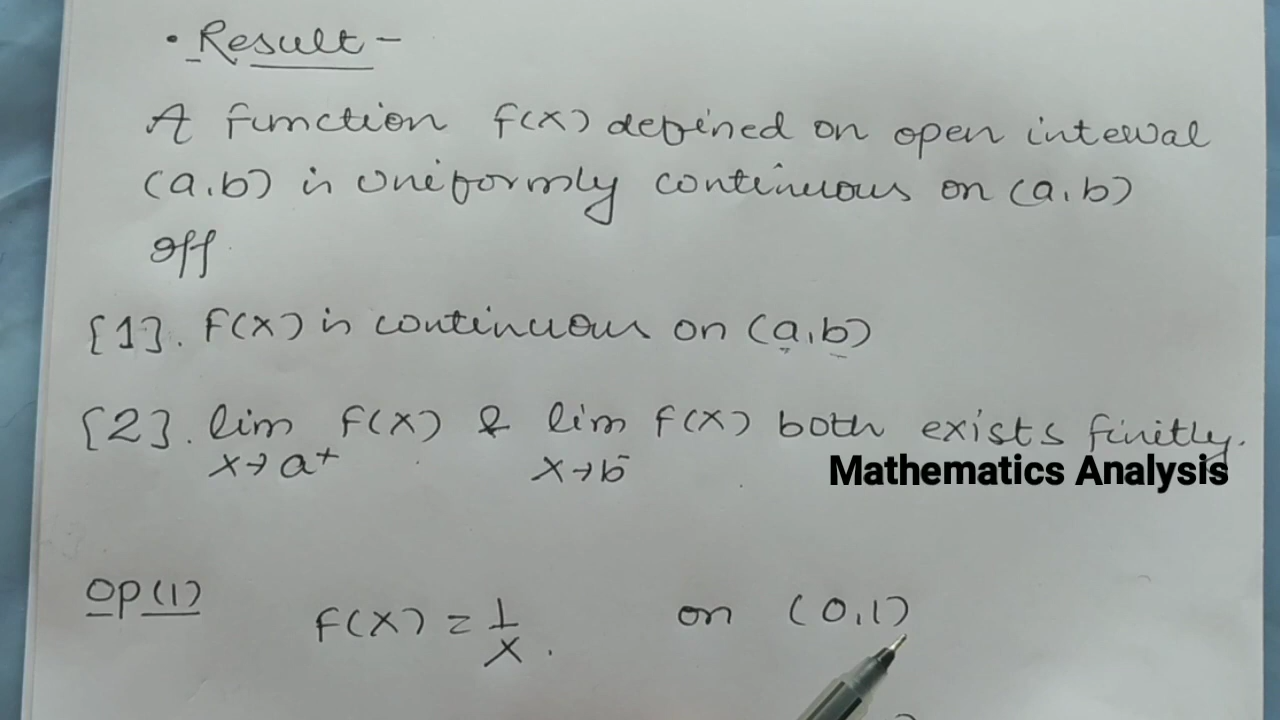 • Result -
A function f(x) defined on open interval
(a,b) is uniformly continuous on (a,b)
iff
[1]. f(x) is continuous on (a,b)
[2]. lim f(x) & lim f(x) both exists finitly.
x→a+ x→b-
Mathematics Analysis
Op(1) f(x) = 1/x. on (0,1)